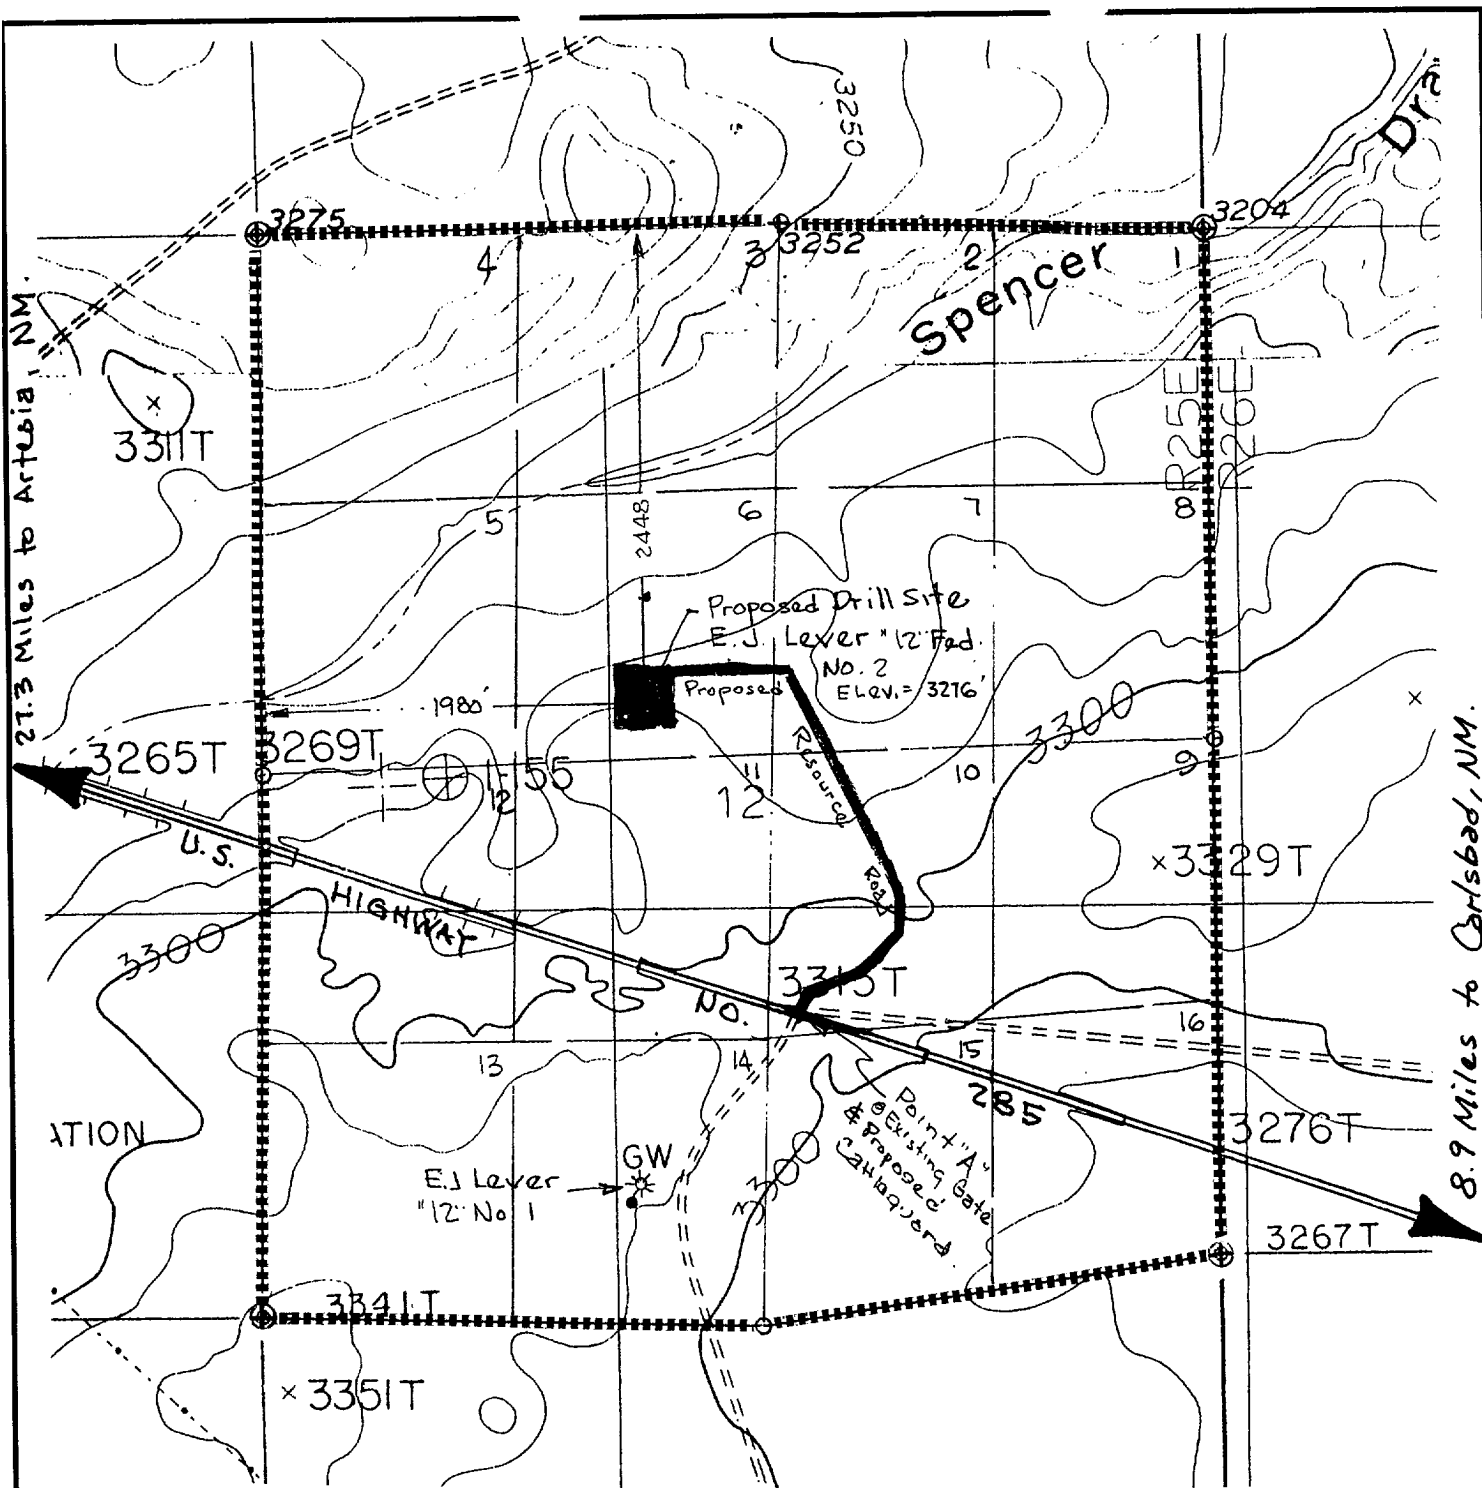 3250
Dra
3275
3252
3204
4
3
2
1
Spencer
27.3 Miles to Artesia, NM.
3311T
R25E
R26E
5
6
7
8
2448
Proposed Drill Site
E.J. Lever "12" Fed.
No. 2
Elev. = 3276'
Proposed
1980'
3265T
3269T
3300
12
55
11
12
10
9
Resource
Road
U.S.
HIGHWAY
No.
285
3300
×3329T
3315T
13
14
15
16
Point "A"
@ Existing Gate
& Proposed
Cattleguard.
ATION
GW
E.J Lever
"12" No 1
3300
3276T
3267T
3341T
×3351T
8.9 Miles to Carlsbad, NM.